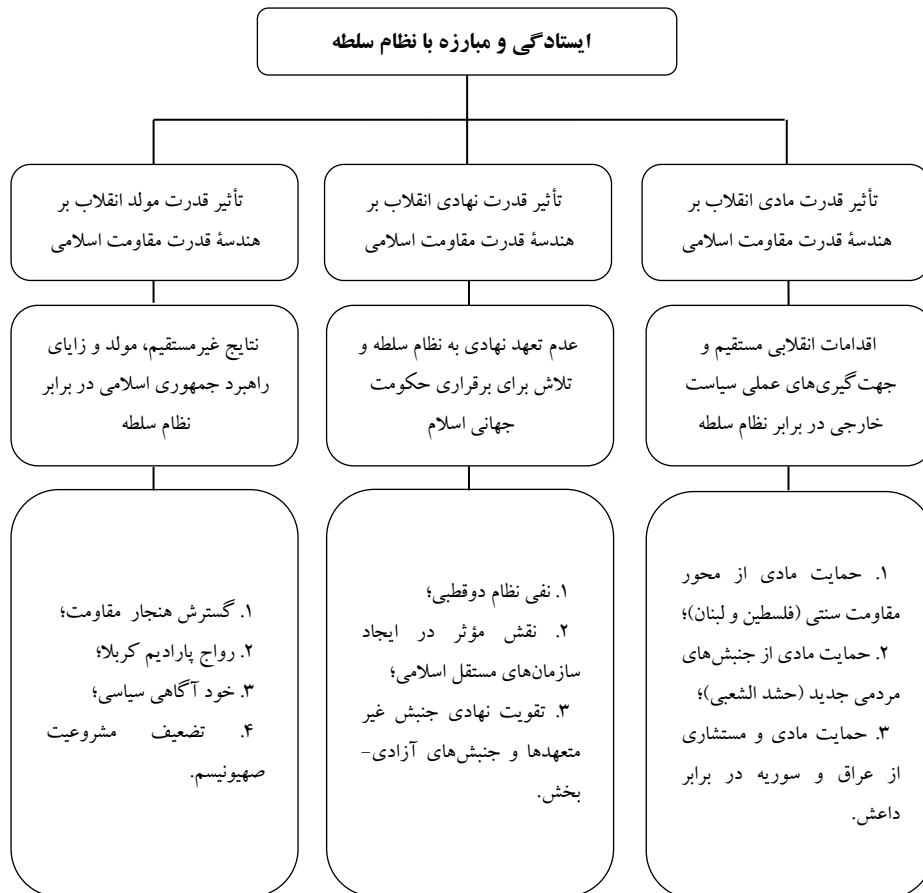 ایستادگی و مبارزه با نظام سلطه
تأثیر قدرت مادی انقلاب بر
هندسهٔ قدرت مقاومت اسلامی
تأثیر قدرت نهادی انقلاب بر
هندسهٔ قدرت مقاومت اسلامی
تأثیر قدرت مولد انقلاب بر
هندسهٔ قدرت مقاومت اسلامی
اقدامات انقلابی مستقیم و
جهت‌گیری‌های عملی سیاست
خارجی در برابر نظام سلطه
عدم تعهد نهادی به نظام سلطه و
تلاش برای برقراری حکومت
جهانی اسلام
نتایج غیرمستقیم، مولد و زایای
راهبرد جمهوری اسلامی در برابر
نظام سلطه
۱. حمایت مادی از محور
مقاومت سنتی (فلسطین و لبنان)؛
۲. حمایت مادی از جنبش‌های
مردمی جدید (حشد الشعبی)؛
۳. حمایت مادی و مستشاری
از عراق و سوریه در برابر
داعش.
۱. نفی نظام دوقطبی؛
۲. نقش مؤثر در ایجاد
سازمان‌های مستقل اسلامی؛
۳. تقویت نهادی جنبش غیر
متعهدها و جنبش‌های آزادی-
بخش.
۱. گسترش هنجار مقاومت؛
۲. رواج پارادیم کربلا؛
۳. خود آگاهی سیاسی؛
۴. تضعیف مشروعیت
صهیونیسم.